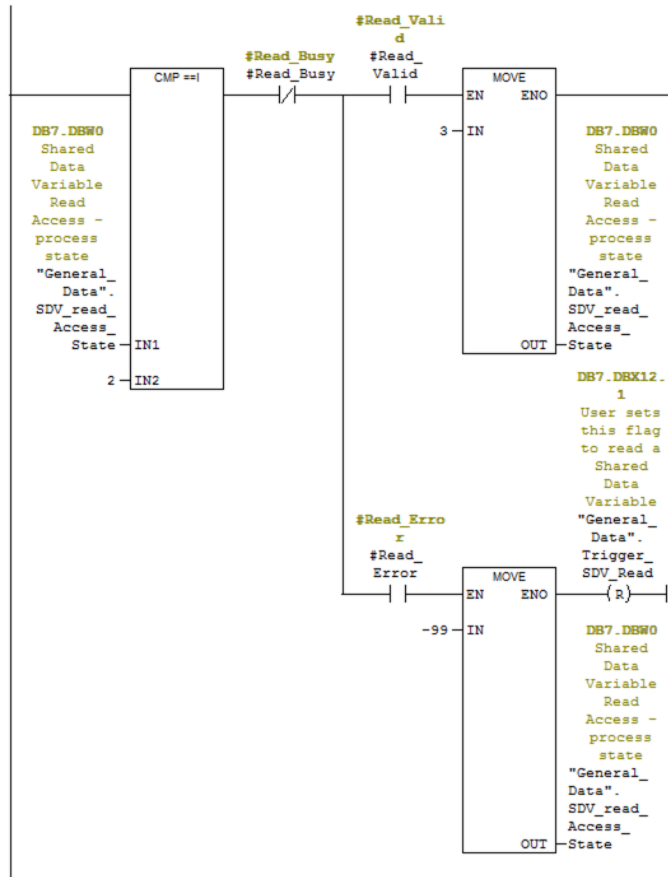 #Read_Vali
d
#Read_Busy
#Read_
CMP ==I
#Read_Busy
Valid
MOVE
EN
ENO
DB7.DBW0
Shared
Data
Variable
Read
Access -
process
state
"General_
Data".
SDV_read_
Access_
State
IN1
2
IN2
3
IN
DB7.DBW0
Shared
Data
Variable
Read
Access -
process
state
"General_
Data".
SDV_read_
Access_
OUT
State
DB7.DBX12.
1
User sets
this flag
to read a
Shared
Data
Variable
"General_
Data".
Trigger_
SDV_Read
#Read_Erro
r
#Read_
Error
MOVE
EN
ENO
(R)
-99
IN
DB7.DBW0
Shared
Data
Variable
Read
Access -
process
state
"General_
Data".
SDV_read_
Access_
OUT
State